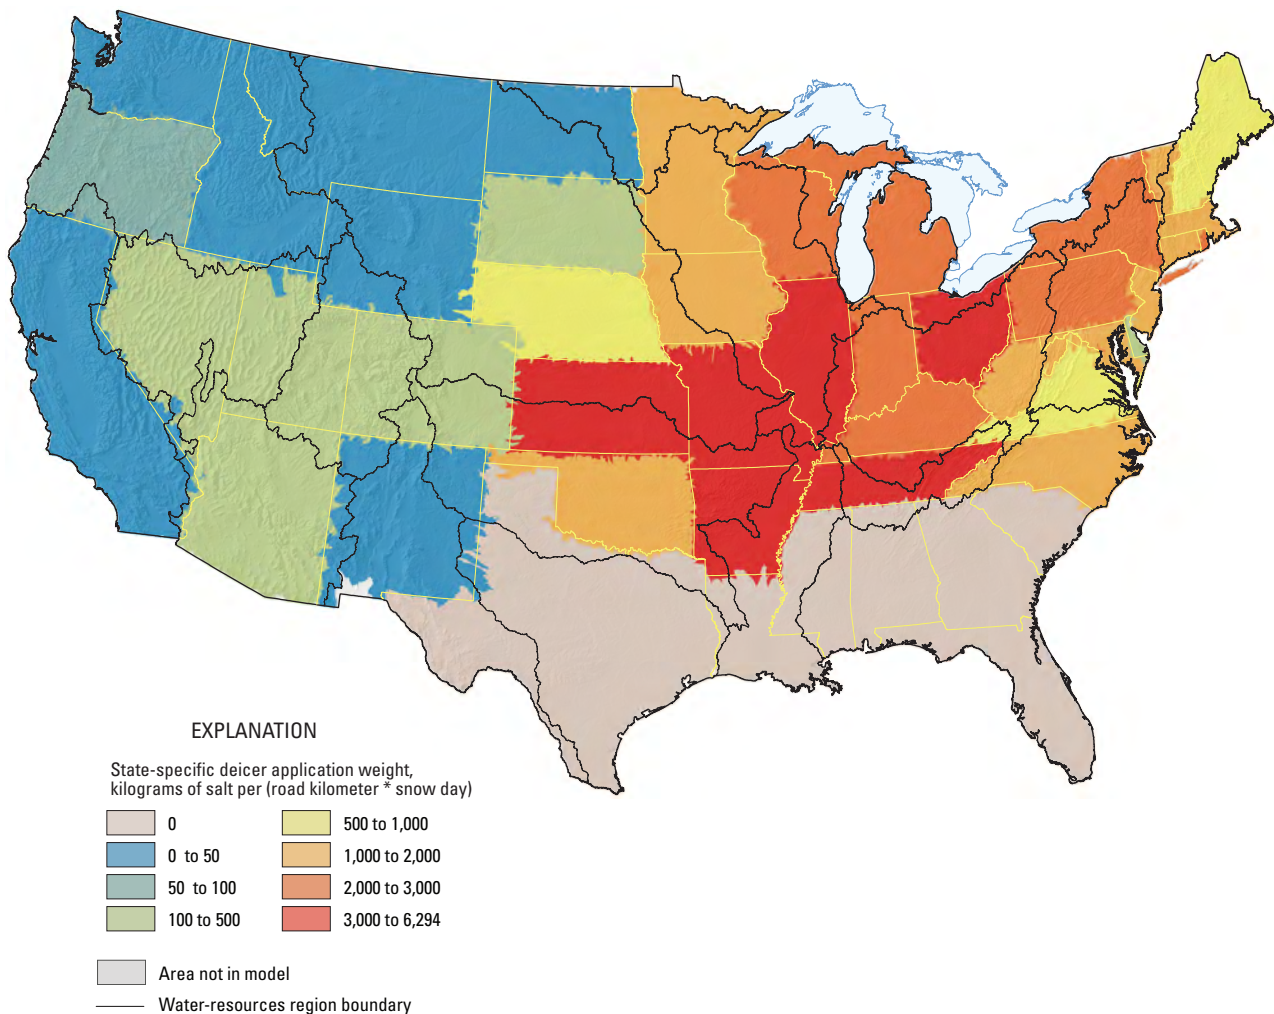 EXPLANATION
State-specific deicer application weight,
kilograms of salt per (road kilometer * snow day)
0
0 to 50
50 to 100
100 to 500
500 to 1,000
1,000 to 2,000
2,000 to 3,000
3,000 to 6,294
Area not in model
Water-resources region boundary